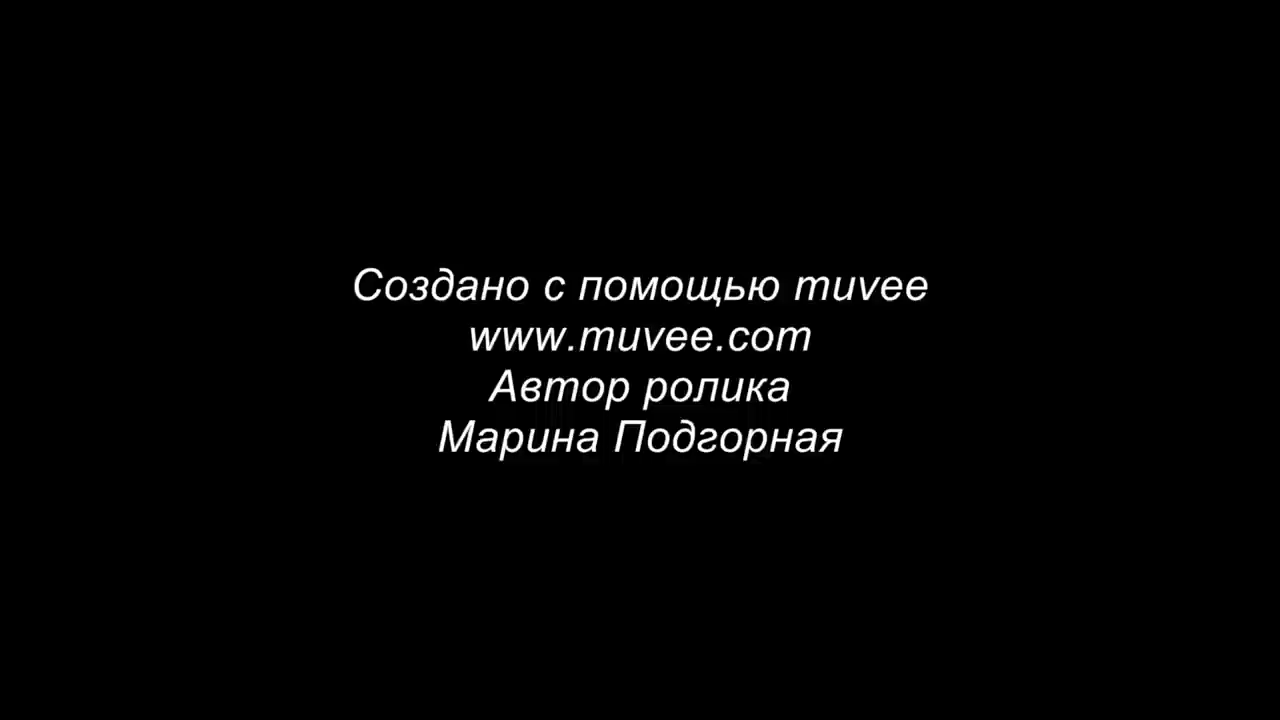 Создано с помощью muvee
www.muvee.com
Автор ролика
Марина Подгорная